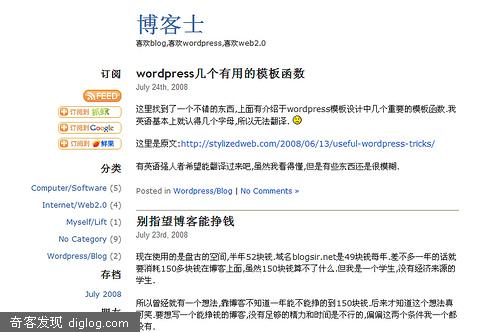 博客士
喜欢blog,喜欢wordpress,喜欢web2.0
订阅
FEED
订阅到 抓虾
订阅到 Google
订阅到 鲜果
分类
Computer/Software (5)
Internet/Web2.0 (4)
Myself/Lift (1)
No Category (9)
Wordpress/Blog (2)
存档
July 2008
wordpress几个有用的模板函数
July 24th, 2008
这里找到了一个不错的东西,上面有介绍于wordpress模板设计中几个重要的模板函数.我
英语基本上就认得几个字母,所以无法翻译.
这里是原文:http://stylizedweb.com/2008/06/13/useful-wordpress-tricks/
有英语强人者希望能翻译过来吧,虽然我看得懂,但是有些东西还是很模糊.
Posted in Wordpress/Blog | No Comments »
别指望博客能挣钱
July 23rd, 2008
现在使用的是盘古的空间,半年52块钱.域名blogsir.net是49块钱每年.差不多一年的话就
要消耗150多块钱在博客上面,虽然150块钱算不了什么.但我是一个学生,没有经济来源的
学生.
所以曾经就有一个想法,靠博客不知道一年能不能挣的到150块钱.后来才知道这个想法真
可笑.要想写一个能挣钱的博客,没有足够的精力和时间是不行的,偏偏这两个条件我一个都
没有.
奇客发现 diglog.com